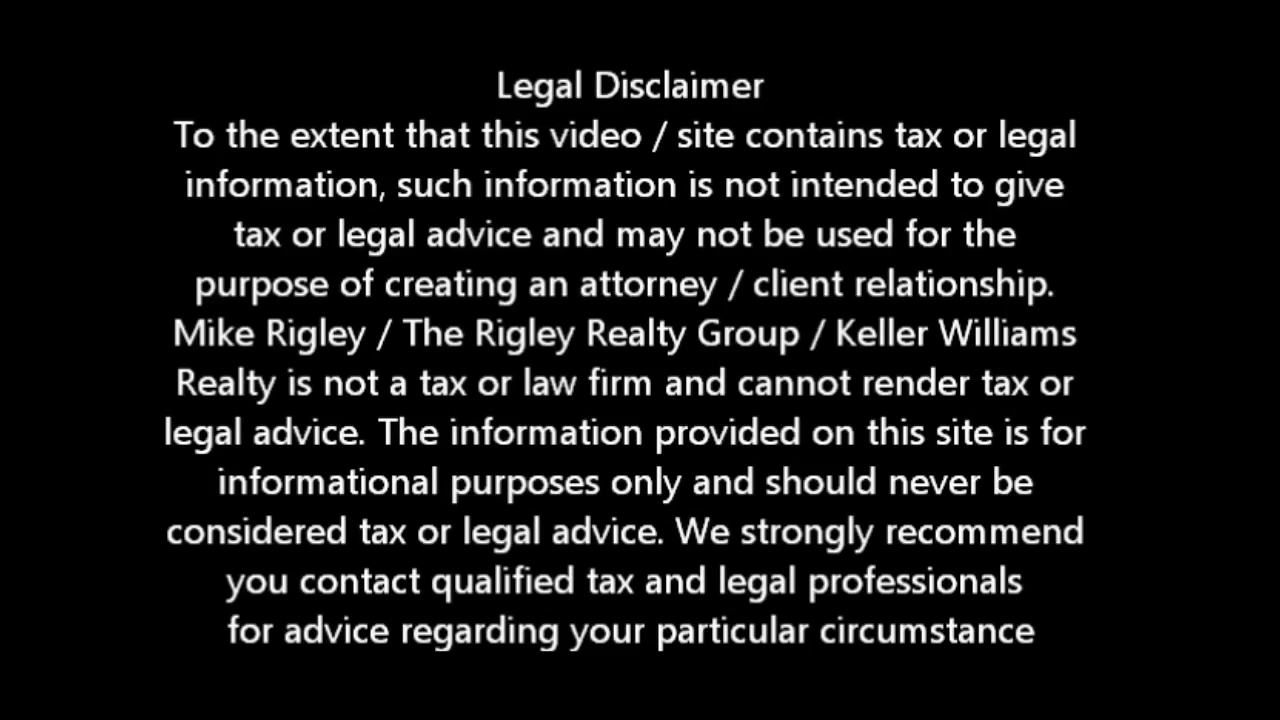 Legal Disclaimer
To the extent that this video / site contains tax or legal
information, such information is not intended to give
tax or legal advice and may not be used for the
purpose of creating an attorney / client relationship.
Mike Rigley / The Rigley Realty Group / Keller Williams
Realty is not a tax or law firm and cannot render tax or
legal advice. The information provided on this site is for
informational purposes only and should never be
considered tax or legal advice. We strongly recommend
you contact qualified tax and legal professionals
for advice regarding your particular circumstance